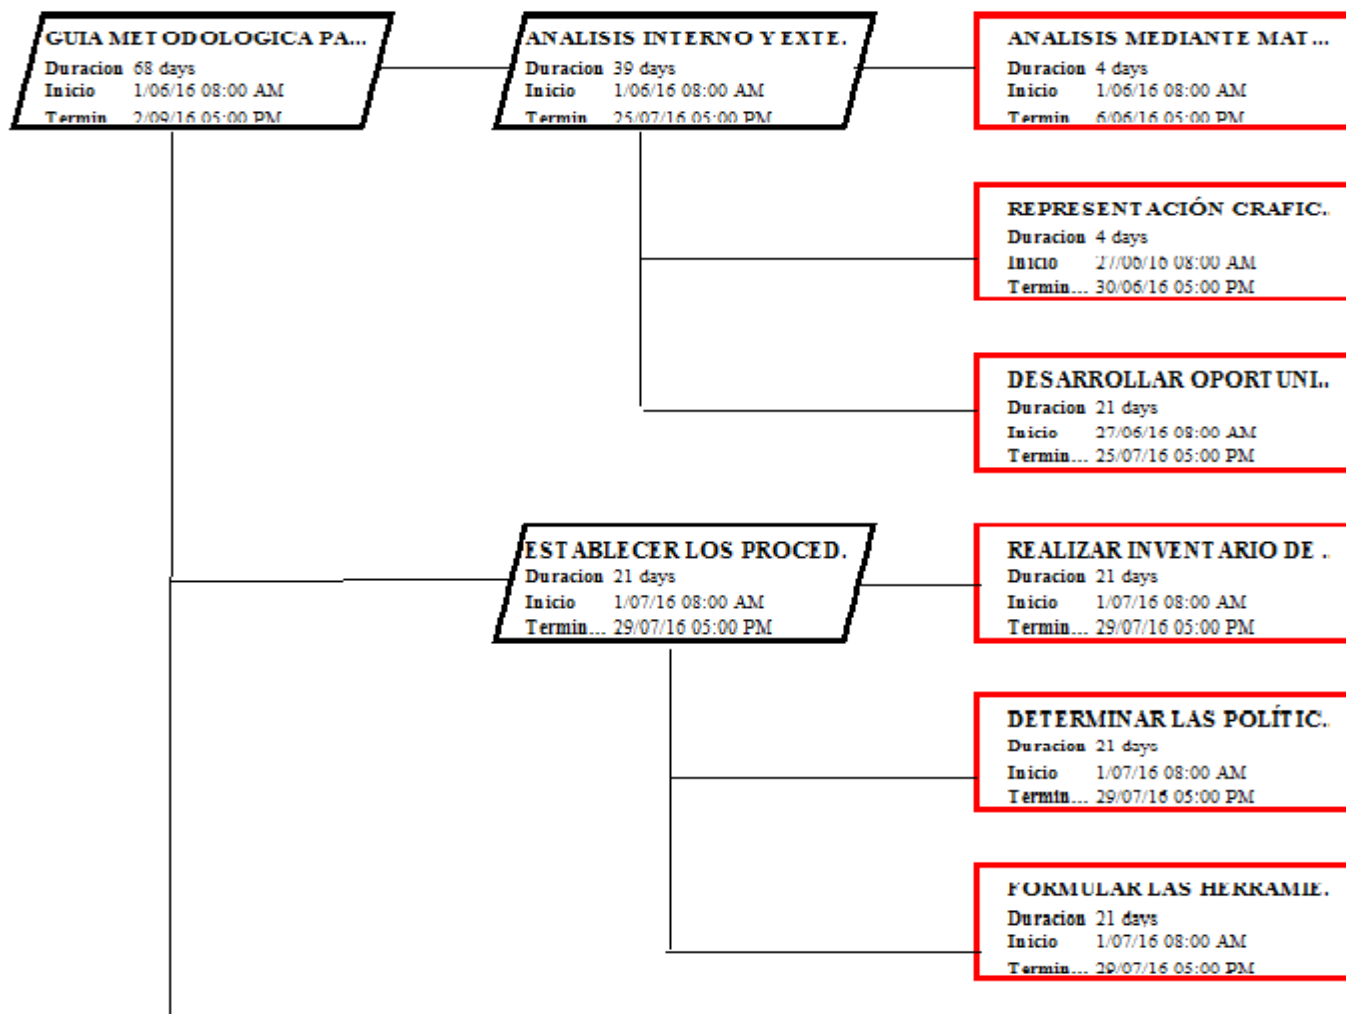 GUIA METODOLOGICA PA...
Duracion 68 days
Inicio 1/06/16 08:00 AM
Termin 2/09/16 05:00 PM
ANALISIS INTERNO Y EXTE.
Duracion 39 days
Inicio 1/06/16 08:00 AM
Termin 25/07/16 05:00 PM
ANALISIS MEDIANTE MAT...
Duracion 4 days
Inicio 1/06/16 08:00 AM
Termin 6/06/16 05:00 PM
REPRESENTACIÓN GRAFIC..
Duracion 4 days
Inicio 27/06/16 08:00 AM
Termin... 30/06/16 05:00 PM
DESARROLLAR OPORTUNI..
Duracion 21 days
Inicio 27/06/16 08:00 AM
Termin... 25/07/16 05:00 PM
ESTABLECER LOS PROCED.
Duracion 21 days
Inicio 1/07/16 08:00 AM
Termin... 29/07/16 05:00 PM
REALIZAR INVENTARIO DE ..
Duracion 21 days
Inicio 1/07/16 08:00 AM
Termin... 29/07/16 05:00 PM
DETERMINAR LAS POLÍTIC..
Duracion 21 days
Inicio 1/07/16 08:00 AM
Termin... 29/07/16 05:00 PM
FORMULAR LAS HERRAMIE.
Duracion 21 days
Inicio 1/07/16 08:00 AM
Termin... 29/07/16 05:00 PM